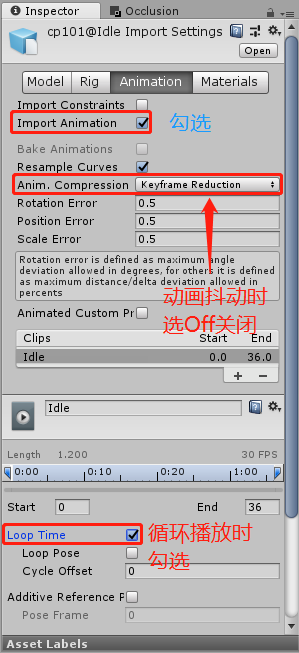 Inspector Occlusion
cp101@Idle Import Settings
Open
Model Rig Animation Materials
Import Constraints
Import Animation 勾选
Bake Animations
Resample Curves
Anim. Compression Keyframe Reduction
Rotation Error 0.5
Position Error 0.5
Scale Error 0.5
Rotation error is defined as maximum angle
deviation allowed in degrees, for others it is defined
as maximum distance/delta deviation allowed in
percents
动画抖动时
选Off关闭
Animated Custom Pr
Clips Start End
Idle 0.0 36.0
+ −
Idle
Length 1.200 30 FPS
0:00 0:10 0:20 1:00
Start 0 End 36
Loop Time 循环播放时
勾选
Loop Pose
Cycle Offset 0
Additive Reference P
Pose Frame 0
Asset Labels